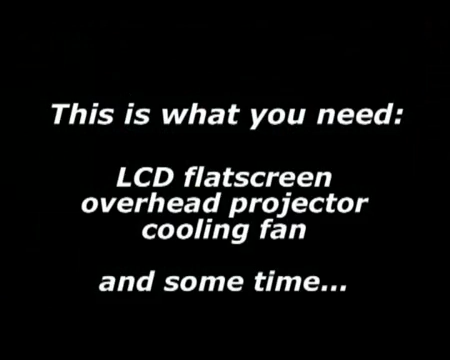 This is what you need:
LCD flatscreen
overhead projector
cooling fan
and some time...